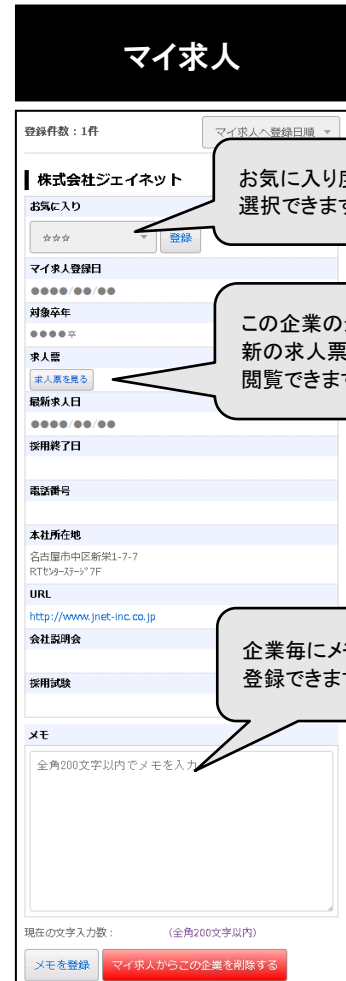 マイ求人
登録件数：1件
マイ求人へ登録日順
株式会社ジェイネット
お気に入り
選択できます
お気に入り
☆☆☆
登録
マイ求人登録日
●●●●/●●/●●
対象卒年
●●●●卒
この企業の
新の求人票
閲覧できます
求人票
求人票を見る
最新求人日
●●●●/●●/●●
採用終了日
電話番号
本社所在地
名古屋市中区新栄1-7-7
RTｾﾝﾀｰｽﾃｰｼﾞ7F
URL
http://www.jnet-inc.co.jp
会社説明会
企業毎にメモ
登録できます
採用試験
メモ
全角200文字以内でメモを入力
現在の文字入力数：
（全角200文字以内）
メモを登録
マイ求人からこの企業を削除する